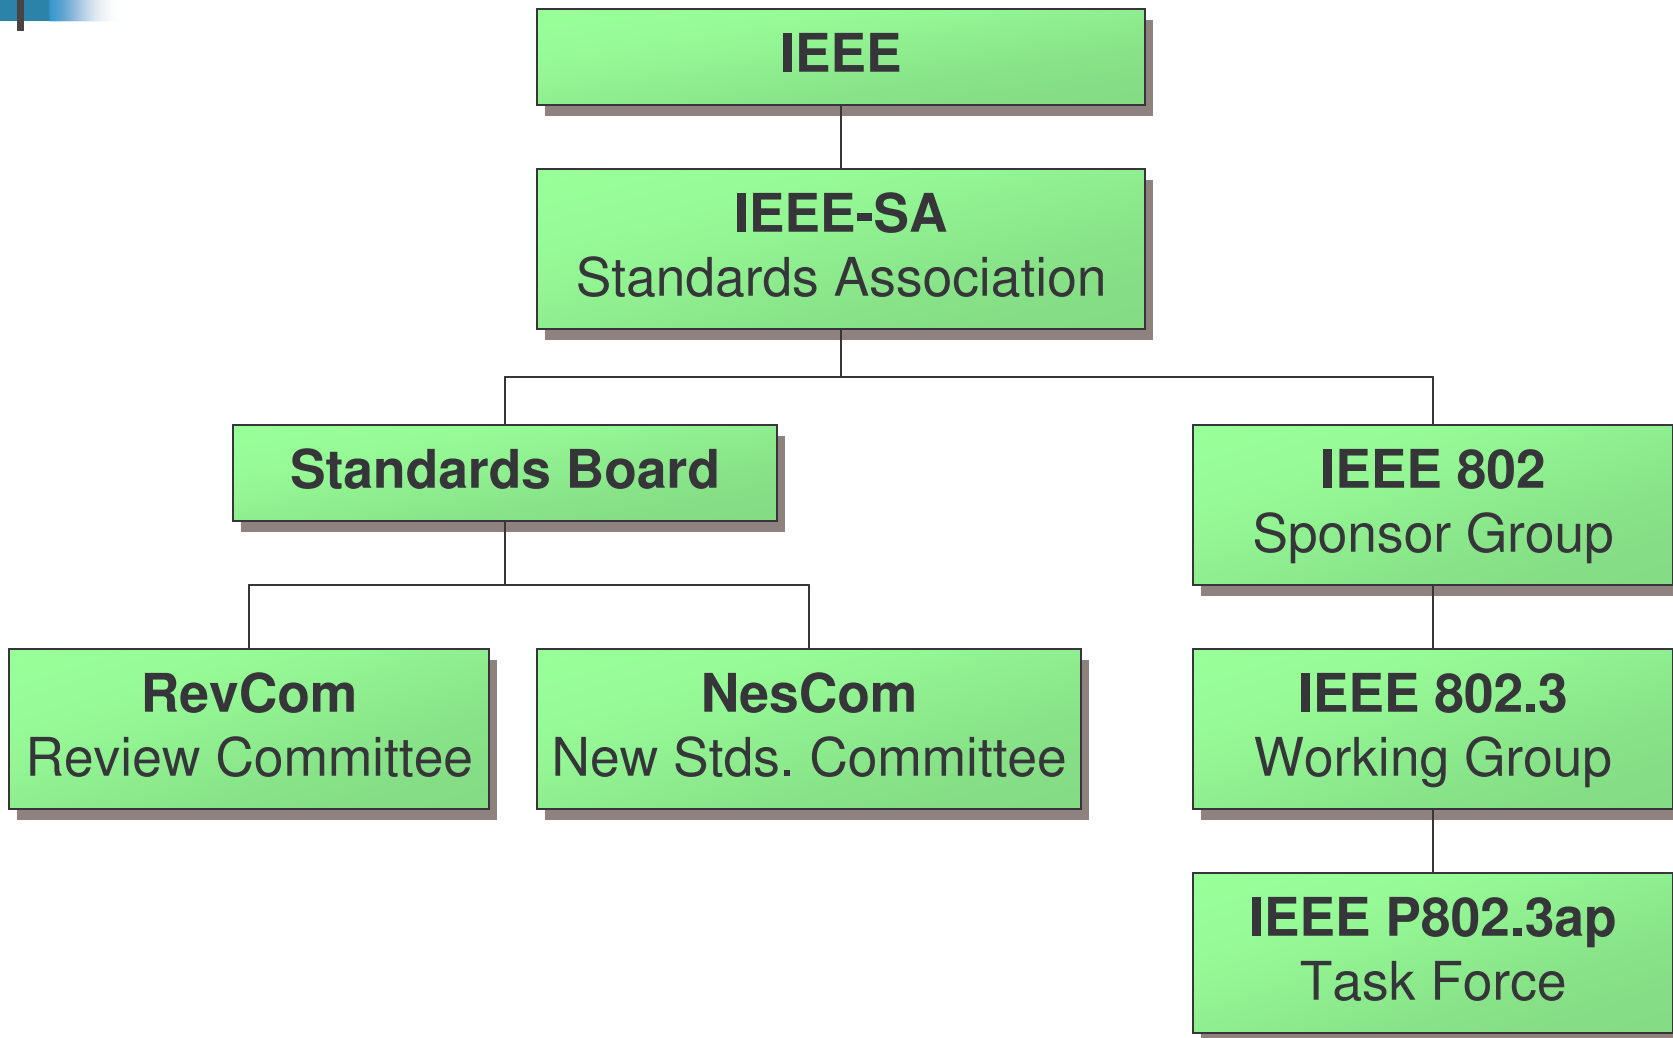 IEEE
IEEE-SA
Standards Association
Standards Board
IEEE 802
Sponsor Group
RevCom
Review Committee
NesCom
New Stds. Committee
IEEE 802.3
Working Group
IEEE P802.3ap
Task Force